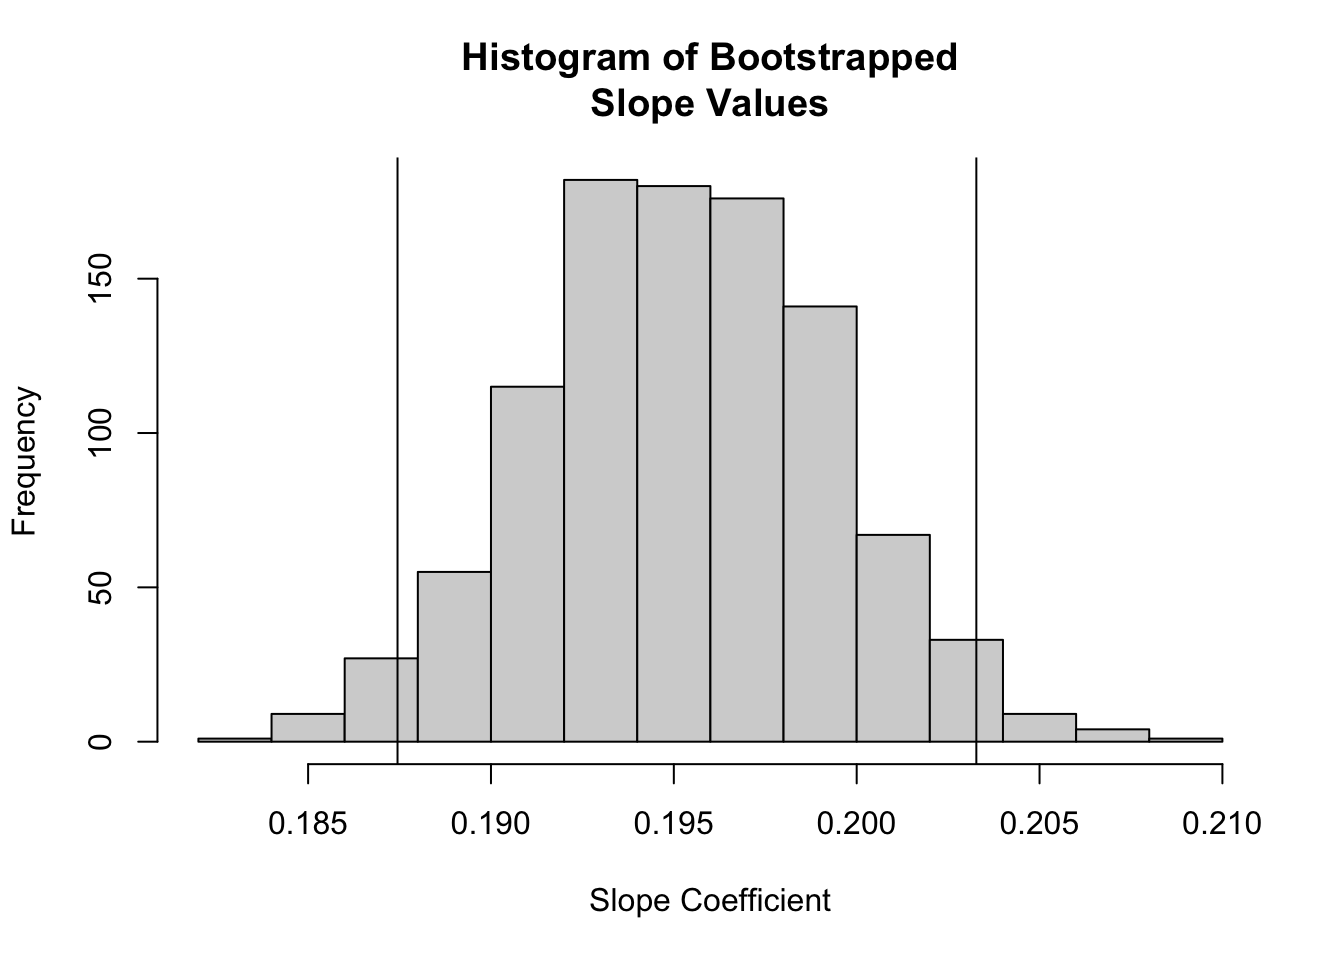 Histogram of Bootstrapped
Slope Values
Frequency
150
100
50
0
0.185 0.190 0.195 0.200 0.205 0.210
Slope Coefficient